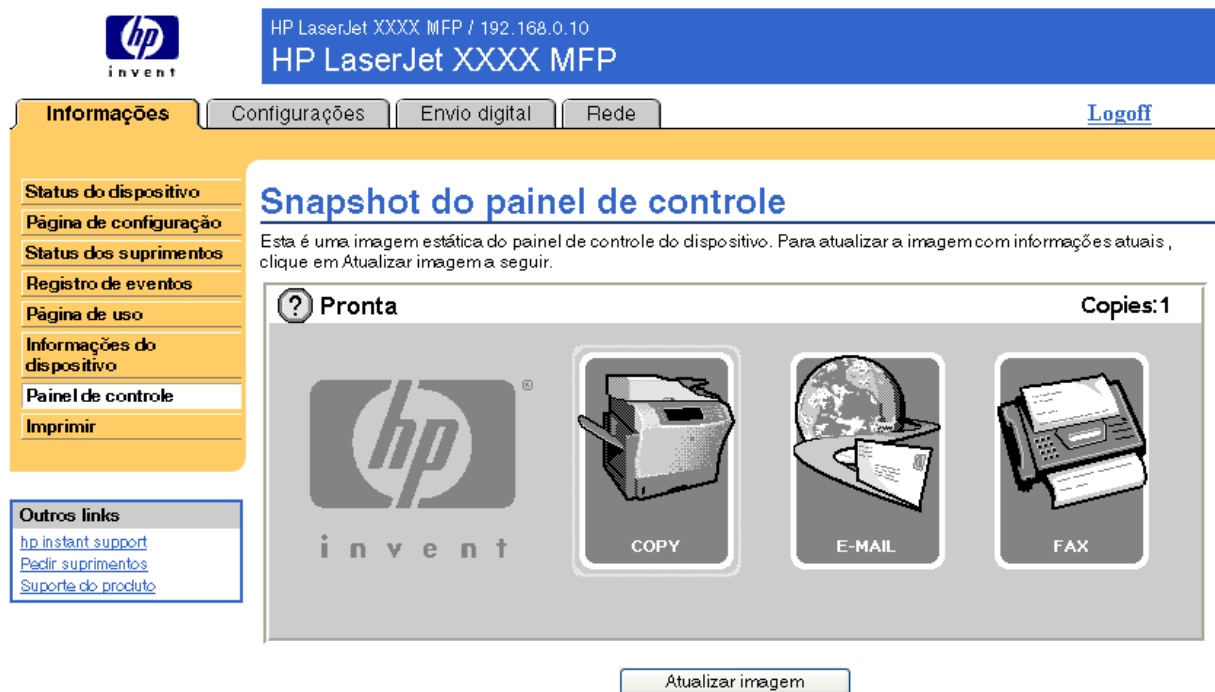 hp
invent
HP LaserJet XXXX MFP / 192.168.0.10
HP LaserJet XXXX MFP
Informações
Configurações
Envio digital
Rede
Logoff
Status do dispositivo
Página de configuração
Status dos suprimentos
Registro de eventos
Página de uso
Informações do
dispositivo
Painel de controle
Imprimir
Outros links
hp instant support
Pedir suprimentos
Suporte do produto
Snapshot do painel de controle
Esta é uma imagem estática do painel de controle do dispositivo. Para atualizar a imagem com informações atuais ,
clique em Atualizar imagem a seguir.
? Pronta
Copies:1
hp®
invent
COPY
E-MAIL
FAX
Atualizar imagem